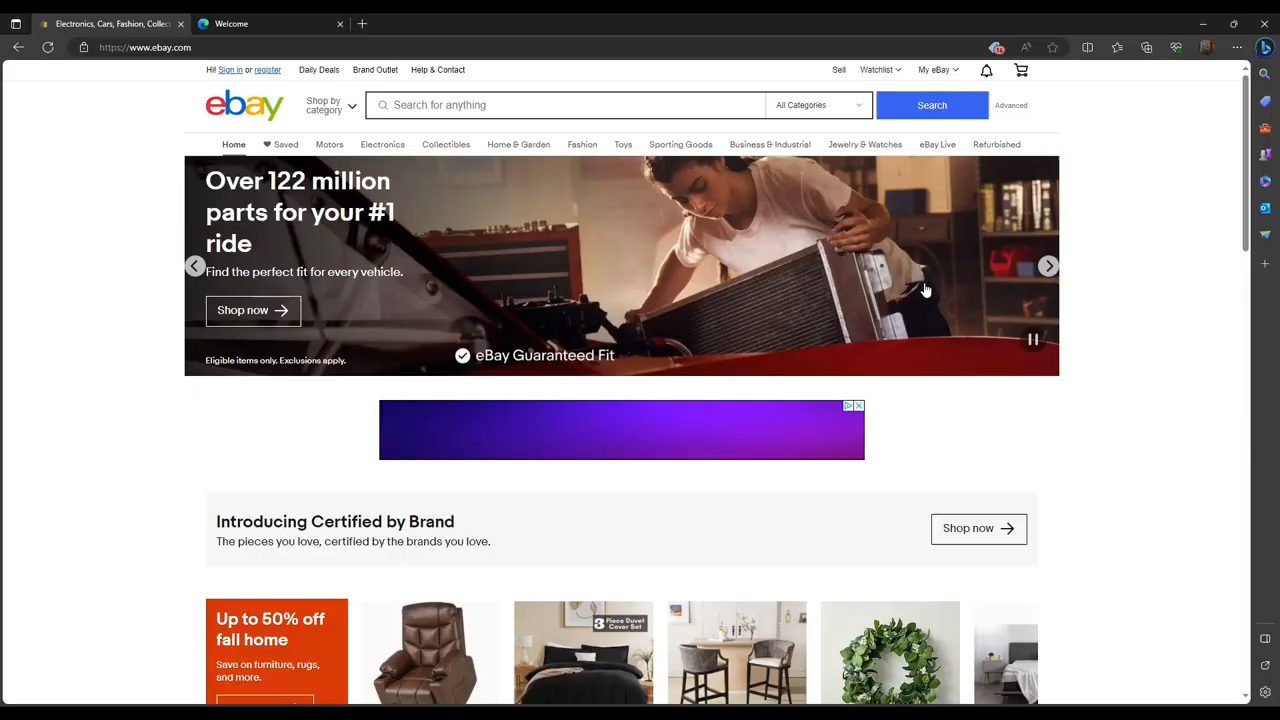 Electronics, Cars, Fashion, Collec
Welcome
https://www.ebay.com
Hi! Sign in or register
Daily Deals
Brand Outlet
Help & Contact
Sell
Watchlist
My eBay
ebay
Shop by
category
Search for anything
All Categories
Search
Advanced
Home
Saved
Motors
Electronics
Collectibles
Home & Garden
Fashion
Toys
Sporting Goods
Business & Industrial
Jewelry & Watches
eBay Live
Refurbished
Over 122 million
parts for your #1
ride
Find the perfect fit for every vehicle.
Shop now
Eligible items only. Exclusions apply.
eBay Guaranteed Fit
Introducing Certified by Brand
The pieces you love, certified by the brands you love.
Shop now
Up to 50% off
fall home
Save on furniture, rugs,
and more.
3 Piece Duvet
Cover Set